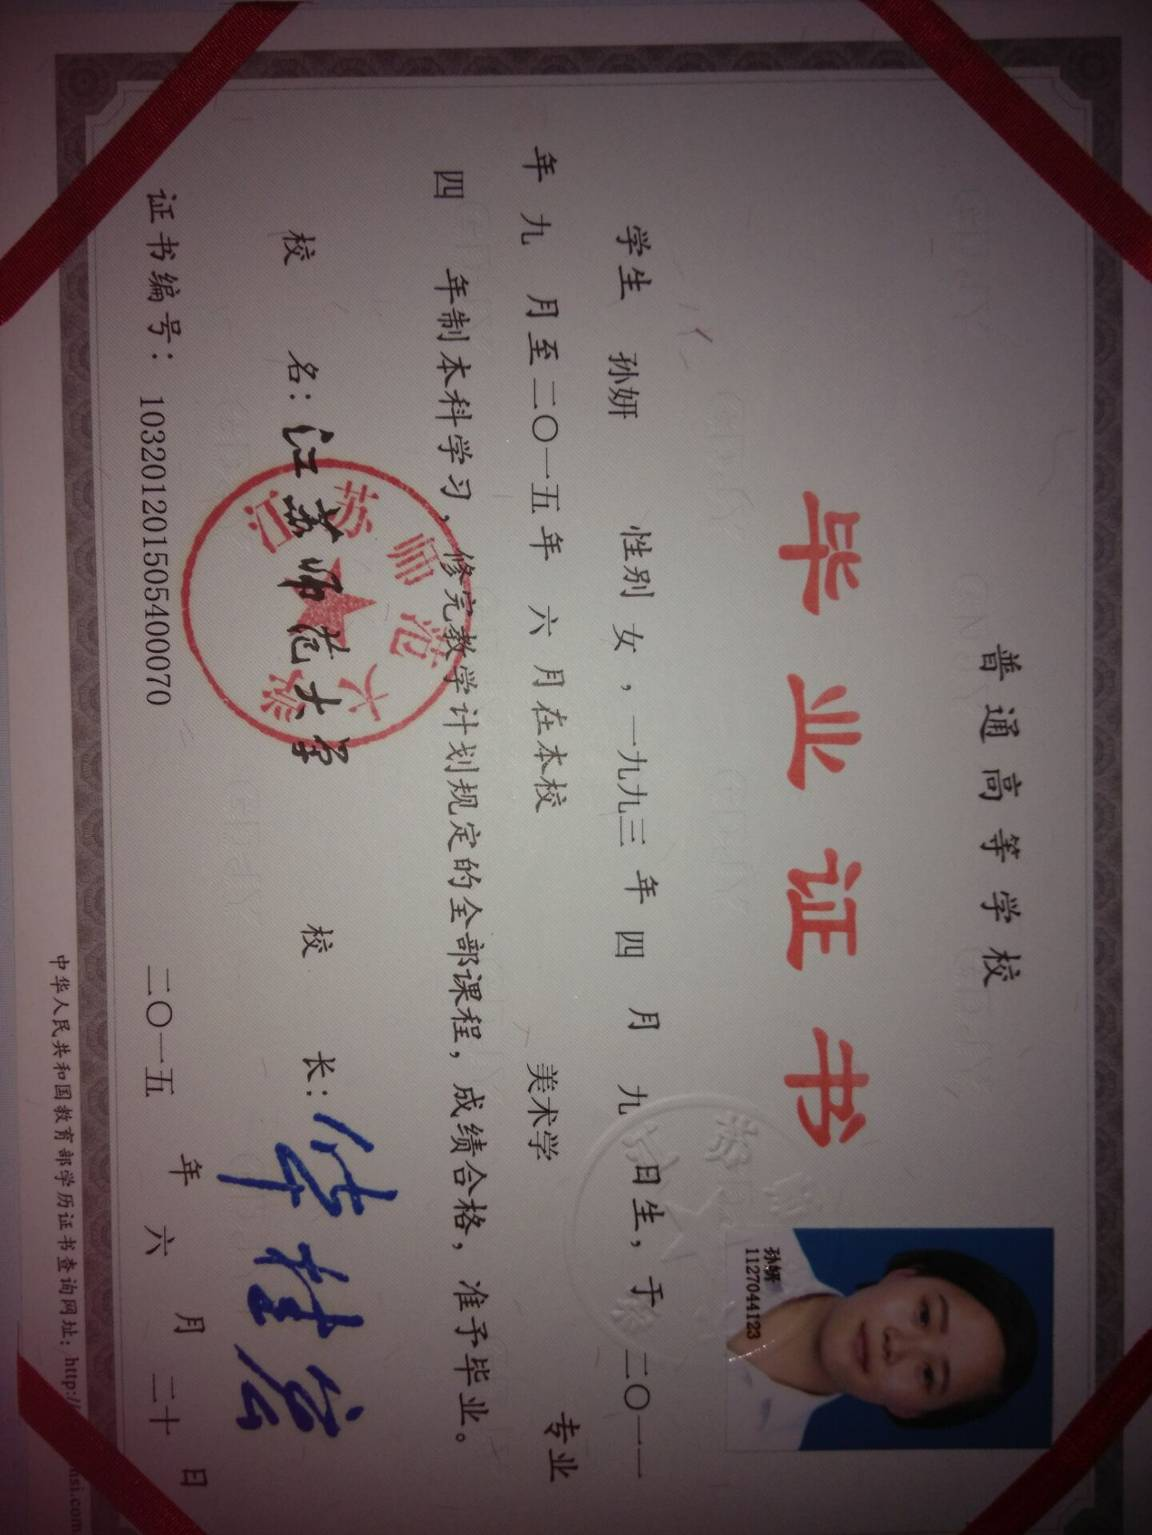 普通高等学校
毕业证书
孙妍
1127044123
学生 孙妍 性别 女，一九九三 年 四 月 九 日生，于 二〇一一
年 九 月至 二〇一五 年 六 月在本校 美术学 专业
四 年制本科学习，修完教学计划规定的全部课程，成绩合格，准予毕业。
校 名：江苏师范大学 校 长：
江苏师范大学
证书编号：103201201505400070 二〇一五 年 六 月 二十 日
中华人民共和国教育部学历证书查询网址：http://